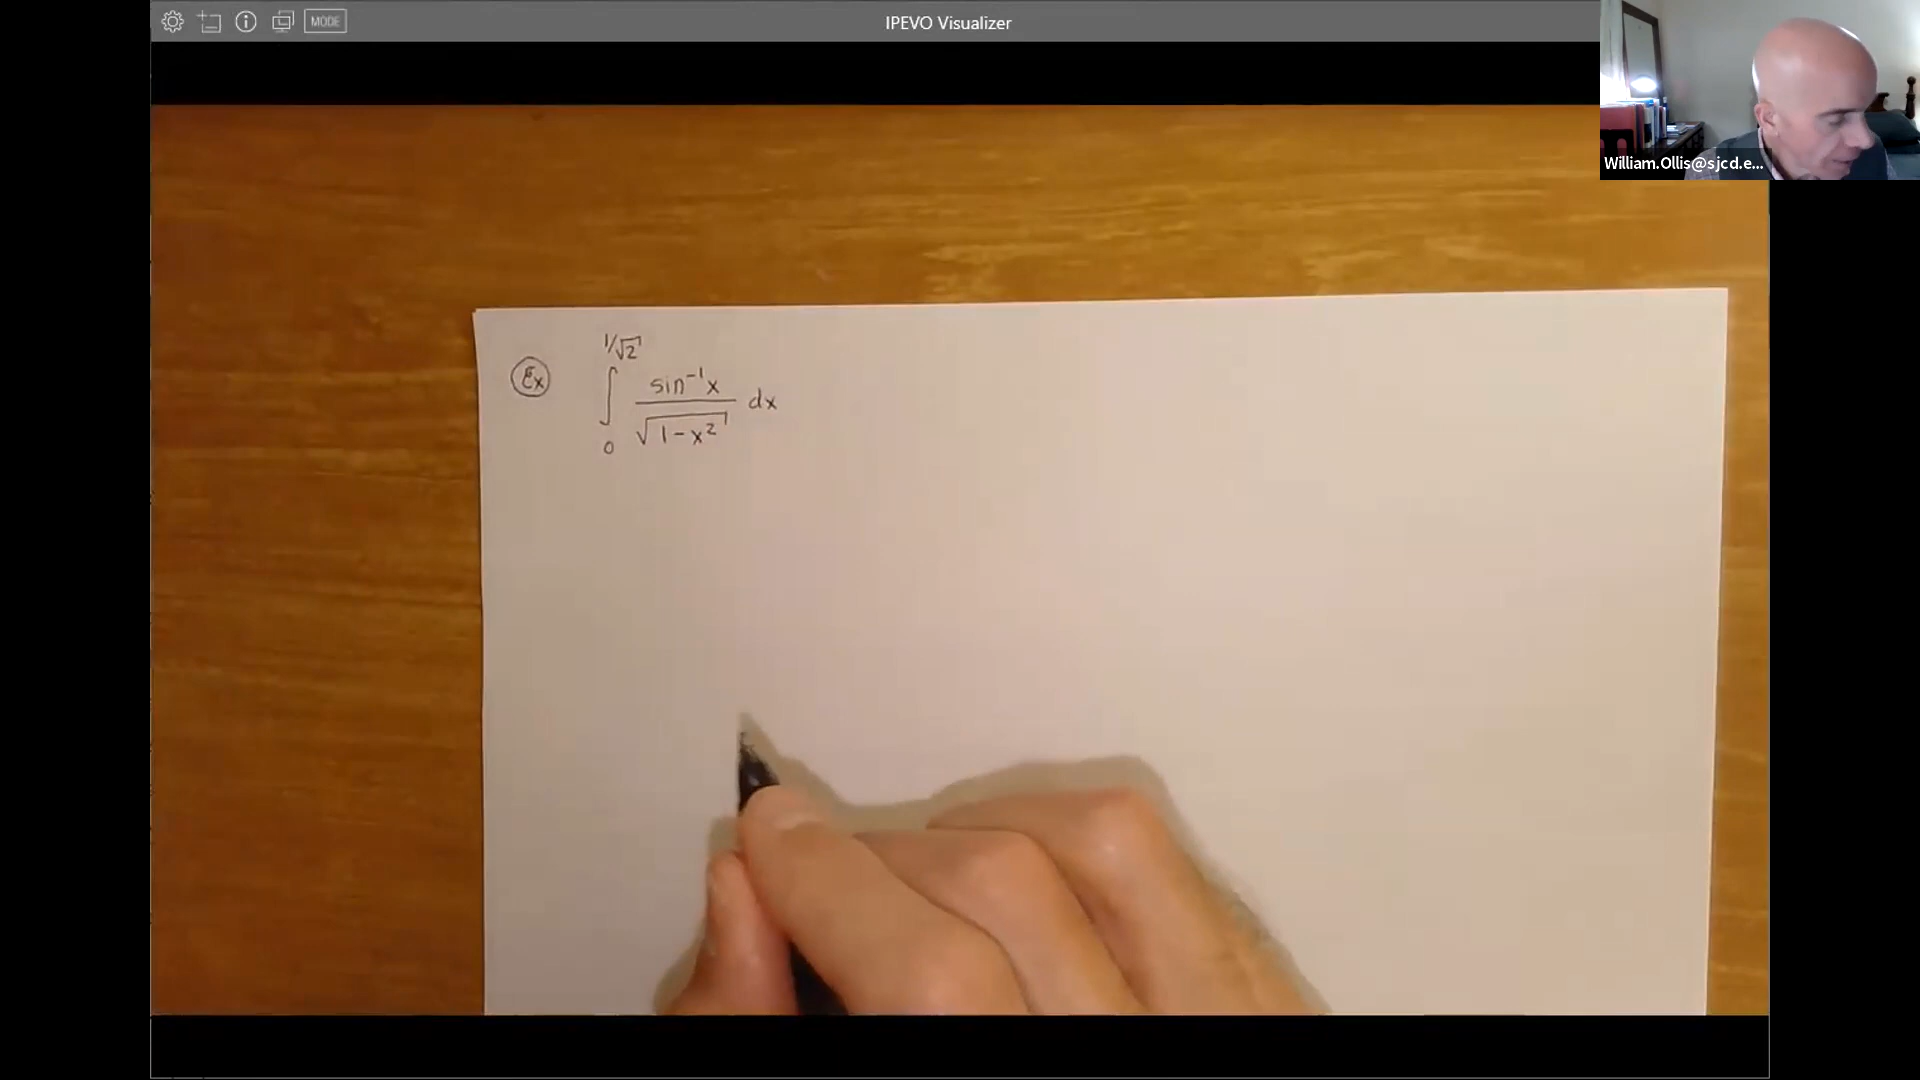 MODE
IPEVO Visualizer
William.Ollis@sjcd.e...
Ex ∫₀^{1/√2} sin⁻¹x / √(1-x²) dx